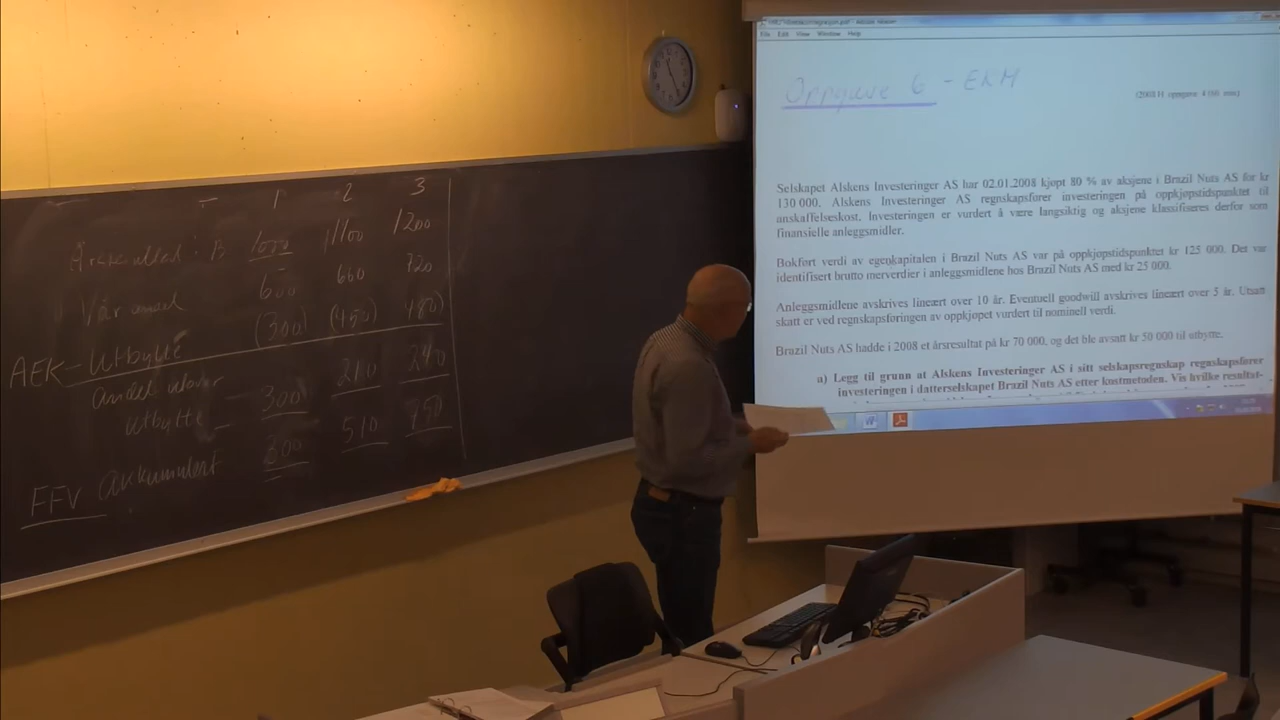 1 2 3
Årsresultat : B 1000 1100 1200
Vår andel 600 660 720
AEK - Utbytte (300) (450) (480)
Andel utover utbytte 300 210 240
FFV akkumulert 300 510 750
File Edit View Window Help
Oppgave 6 - EKM
(2008 H oppgave 4 (60 min)
Selskapet Alskens Investeringer AS har 02.01.2008 kjøpt 80 % av aksjene i Brazil Nuts AS for kr
130 000. Alskens Investeringer AS regnskapsfører investeringen på oppkjøpstidspunktet til
anskaffelseskost. Investeringen er vurdert å være langsiktig og aksjene klassifiseres derfor som
finansielle anleggsmidler.
Bokført verdi av egenkapitalen i Brazil Nuts AS var på oppkjøpstidspunktet kr 125 000. Det var
identifisert brutto merverdier i anleggsmidlene hos Brazil Nuts AS med kr 25 000.
Anleggsmidlene avskrives lineært over 10 år. Eventuell goodwill avskrives lineært over 5 år. Utsatt
skatt er ved regnskapsføringen av oppkjøpet vurdert til nominell verdi.
Brazil Nuts AS hadde i 2008 et årsresultat på kr 70 000, og det ble avsatt kr 50 000 til utbytte.
a) Legg til grunn at Alskens Investeringer AS i sitt selskapsregnskap regnskapsfører
investeringen i datterselskapet Brazil Nuts AS etter kostmetoden. Vis hvilke resultat-